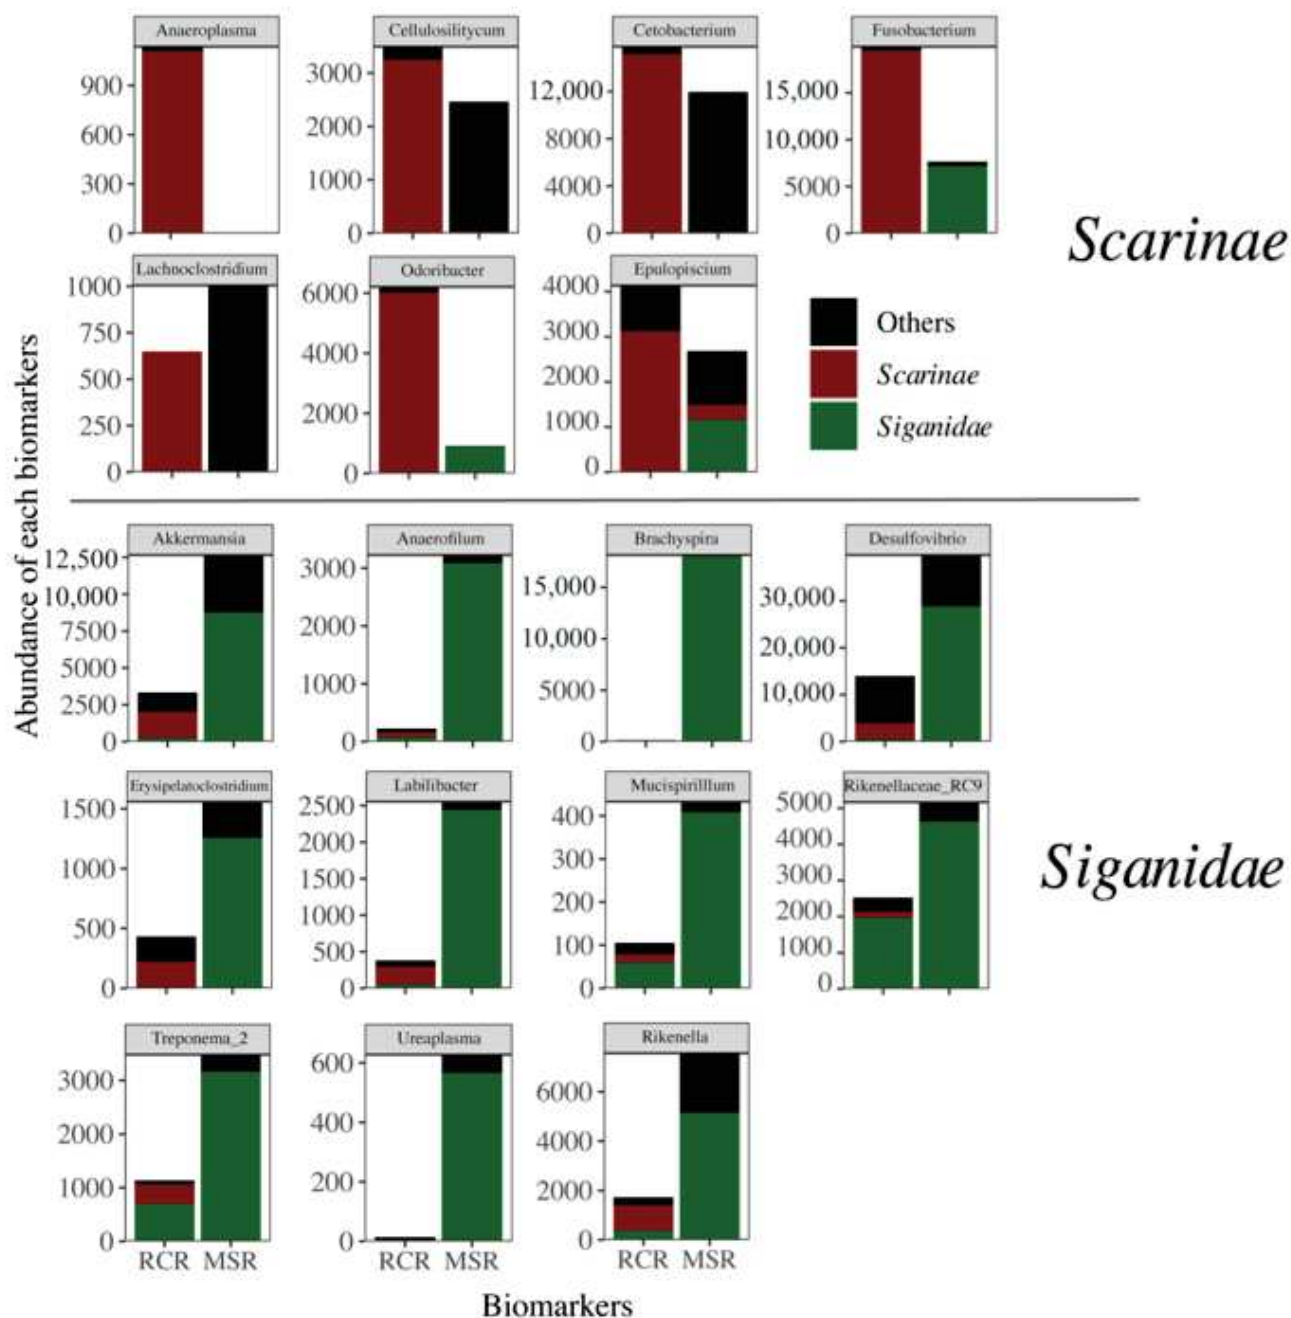 Anaeroplasma
Cellulosilitycum
Cetobacterium
Fusobacterium
900
600
300
0
3000
2000
1000
0
12,000
8000
4000
0
15,000
10,000
5000
0
Scarinae
Lachnoclostridium
Odoribacter
Epulopiscium
1000
750
500
250
0
6000
4000
2000
0
4000
3000
2000
1000
0
Others
Scarinae
Siganidae
Abundance of each biomarkers
Akkermansia
Anaerofilum
Brachyspira
Desulfovibrio
12,500
10,000
7500
5000
2500
0
3000
2000
1000
0
15,000
10,000
5000
0
30,000
20,000
10,000
0
Erysipelatoclostridium
Labilibacter
Mucispirilllum
Rikenellaceae_RC9
1500
1000
500
0
2500
2000
1500
1000
500
0
400
300
200
100
0
5000
4000
3000
2000
1000
0
Siganidae
Treponema_2
Ureaplasma
Rikenella
3000
2000
1000
0
600
400
200
0
6000
4000
2000
0
RCR MSR
RCR MSR
RCR MSR
Biomarkers